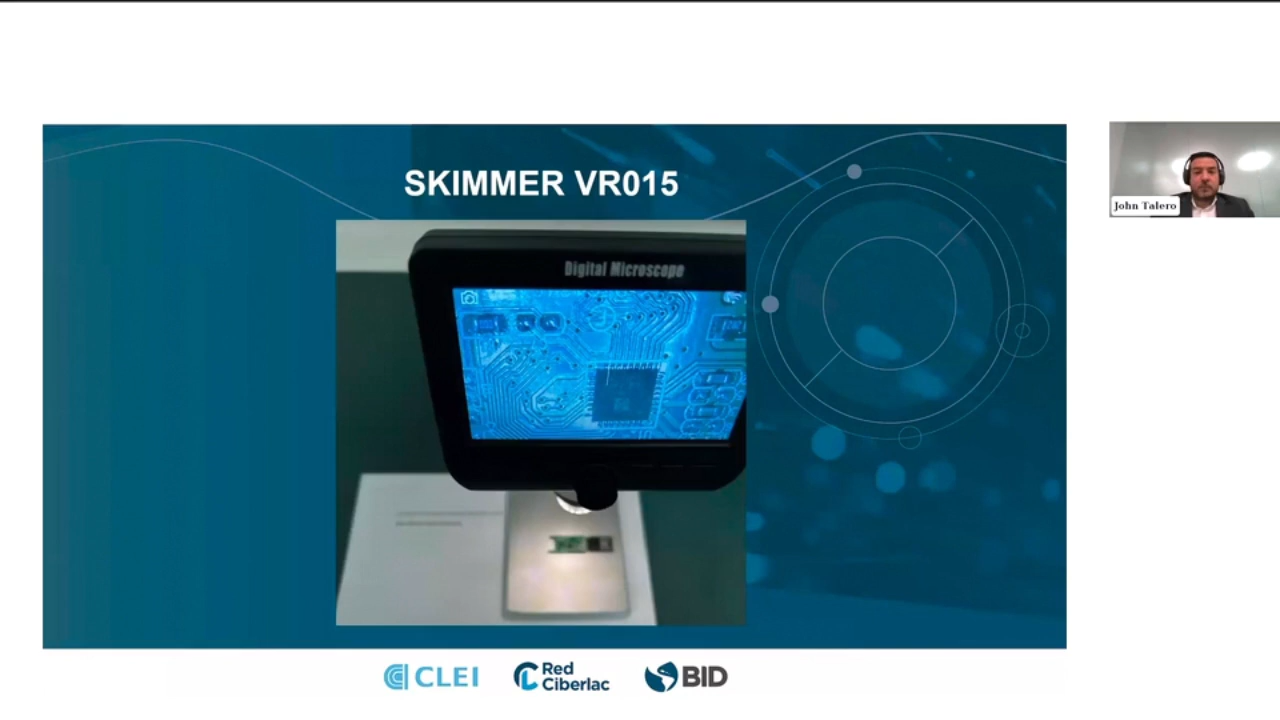 SKIMMER VR015
Digital Microscope
John Talero
CLEI
Red
Ciberlac
BID